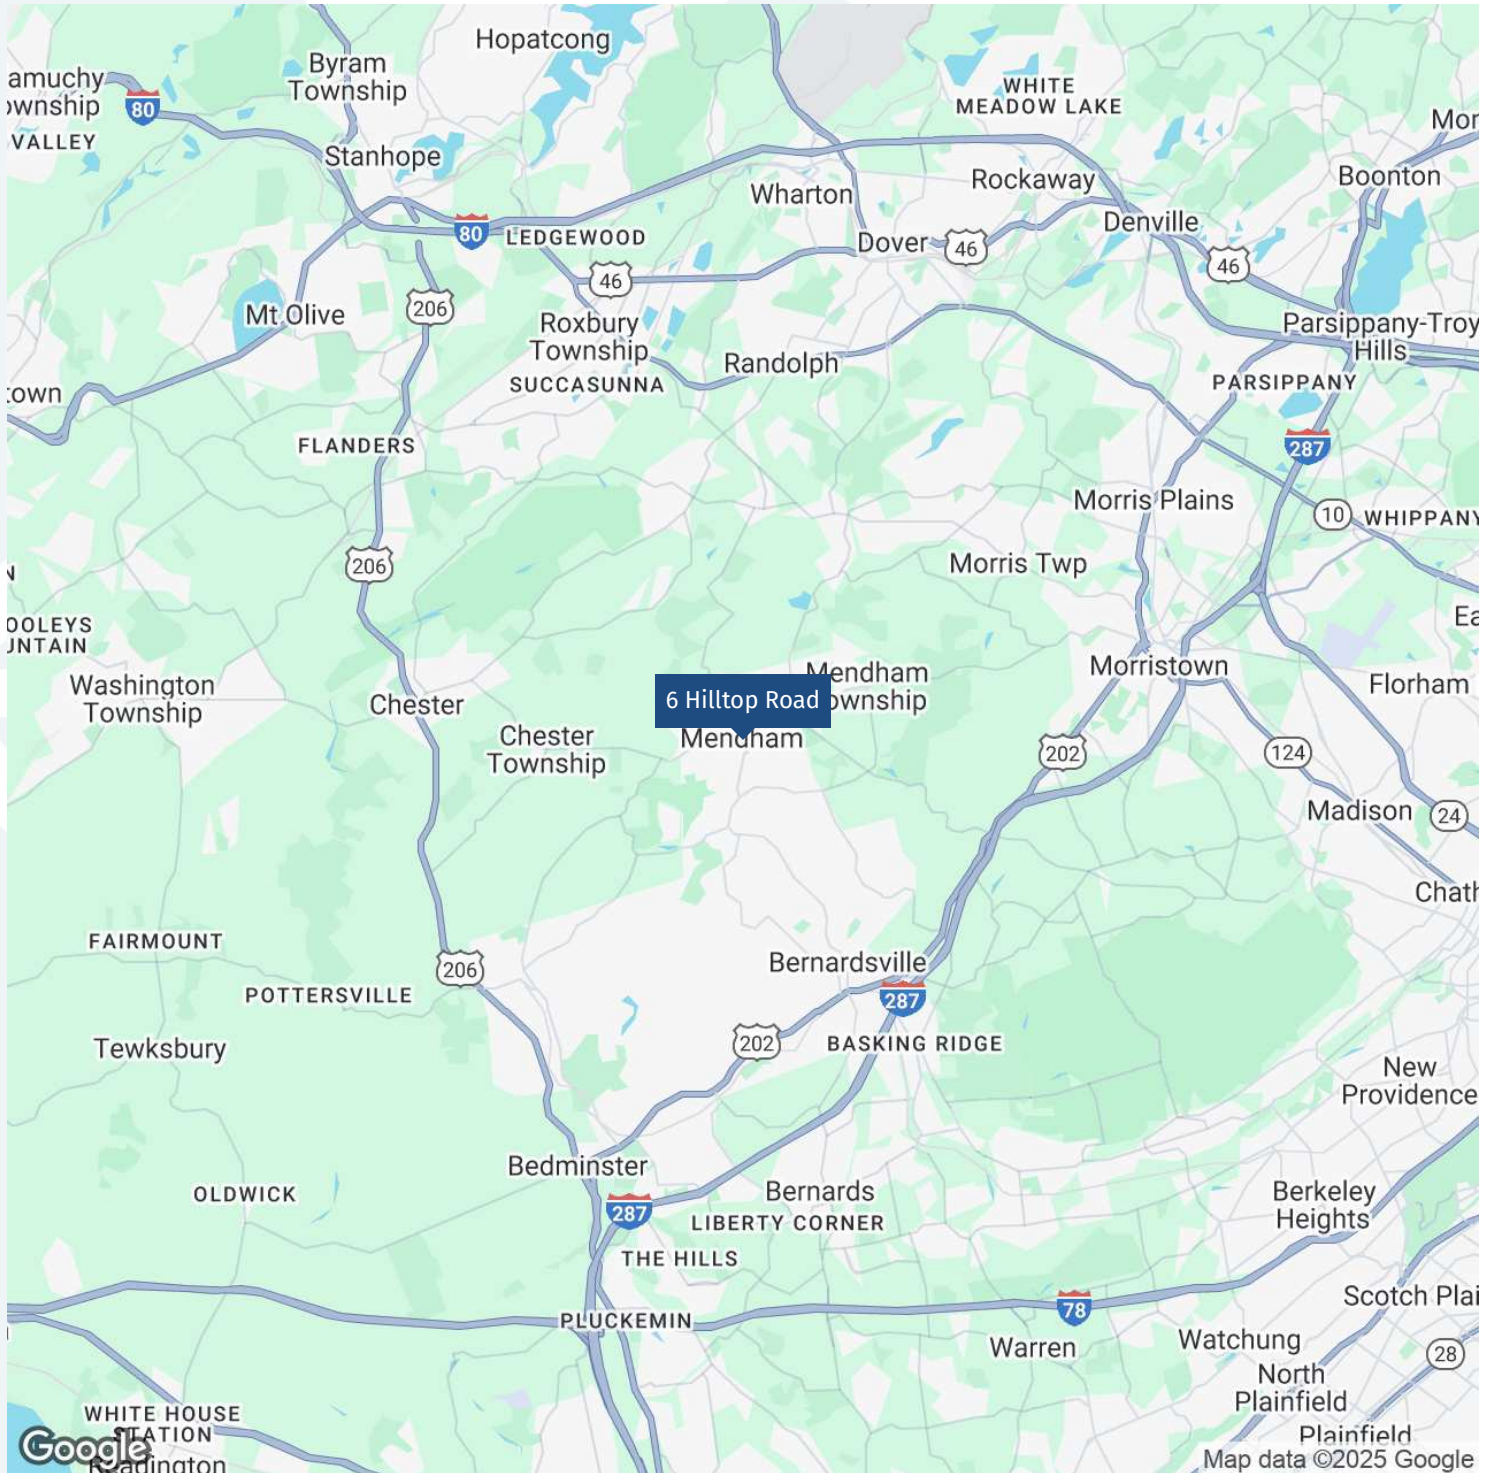 Hopatcong
Byram
Township
amuchy
ownship
80
VALLEY
WHITE
MEADOW LAKE
Mor
Stanhope
Wharton
Rockaway
Boonton
80
LEDGEWOOD
Dover
46
Denville
46
46
206
Mt Olive
Roxbury
Township
SUCCASUNNA
Randolph
Parsippany-Troy
Hills
PARSIPPANY
town
FLANDERS
287
Morris Plains
10
WHIPPANY
206
Morris Twp
N
OOLEYS
UNTAIN
Ea
Washington
Township
Chester
6 Hilltop Road
Mendham
Township
Mendham
Morristown
Florham
Chester
Township
202
124
Madison
24
Chath
FAIRMOUNT
206
Bernardsville
287
POTTERSVILLE
Tewksbury
202
BASKING RIDGE
New
Providence
Bedminster
OLDWICK
287
Bernards
LIBERTY CORNER
Berkeley
Heights
THE HILLS
PLUCKEMIN
78
Scotch Plai
Warren
Watchung
28
North
Plainfield
WHITE HOUSE
STATION
Plainfield
Google
Readington
Map data ©2025 Google